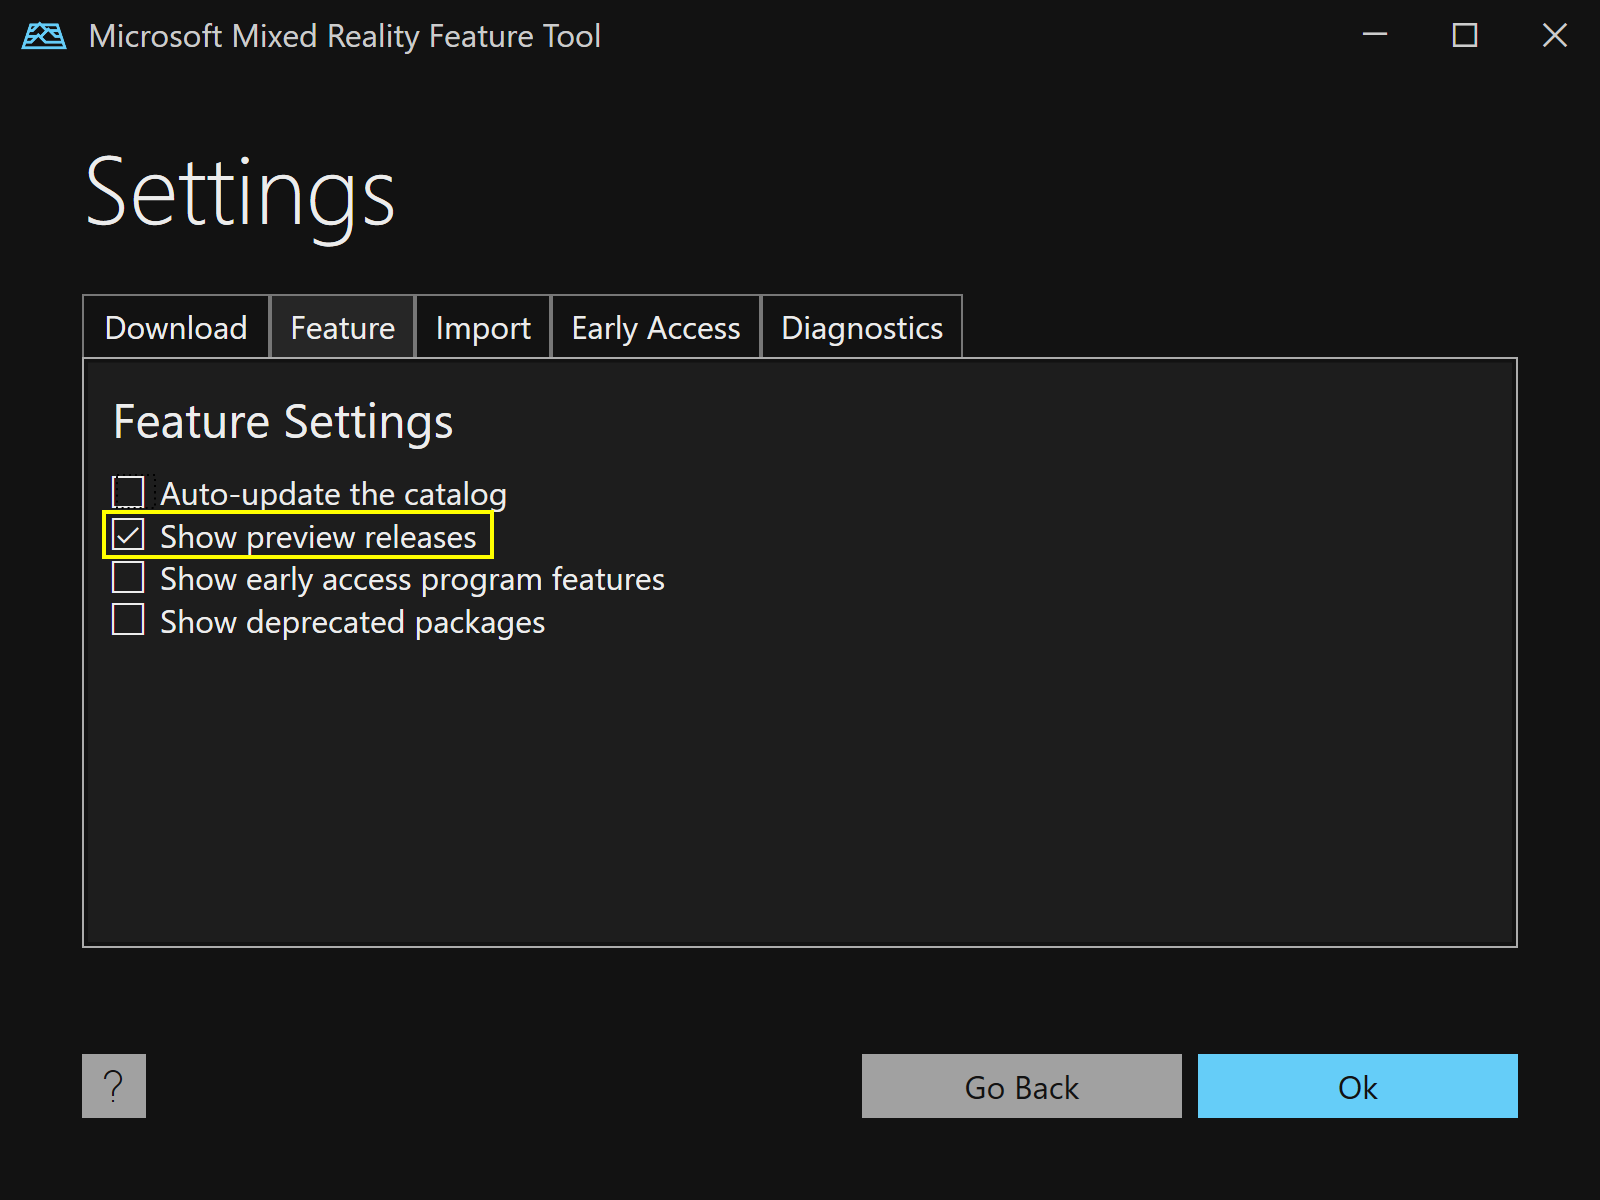 Microsoft Mixed Reality Feature Tool
Settings
Download Feature Import Early Access Diagnostics
Feature Settings
Auto-update the catalog
Show preview releases
Show early access program features
Show deprecated packages
? Go Back Ok